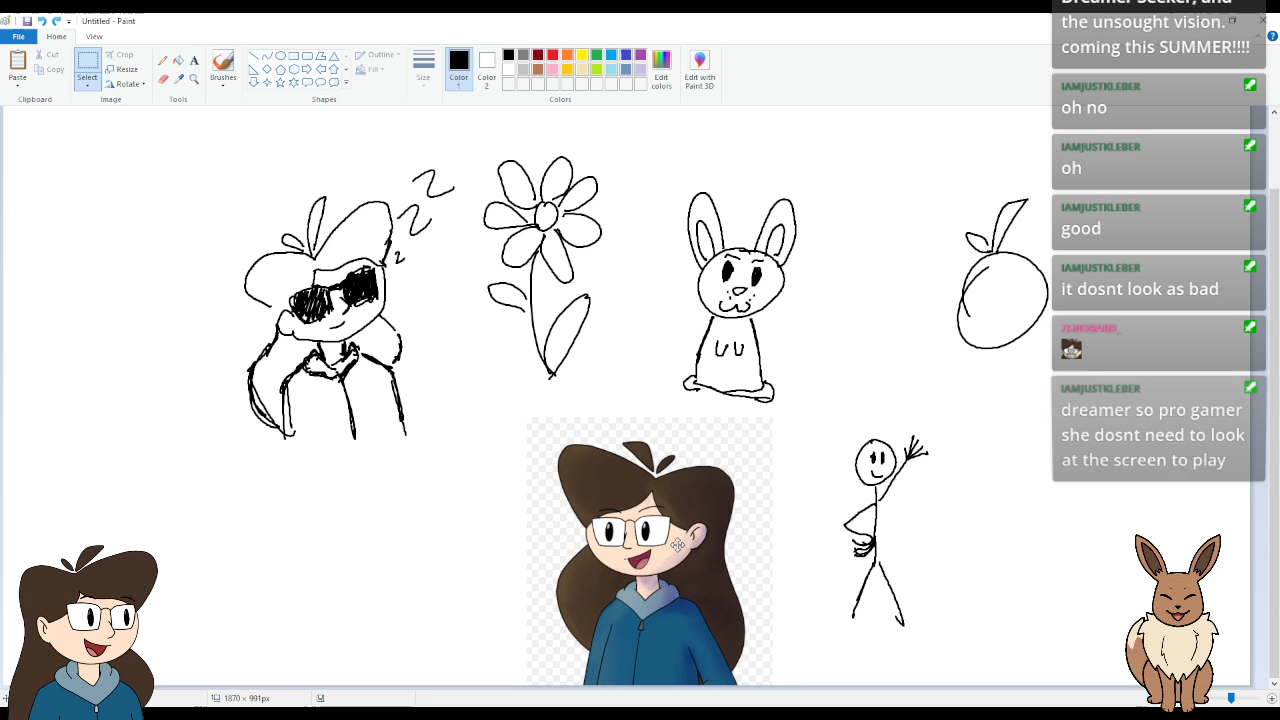 Untitled - Paint
File
Home
View
Paste
Cut
Copy
Clipboard
Select
Crop
Resize
Rotate
Image
A
Tools
Brushes
Shapes
Outline
Fill
Size
Color
1
Color
2
Edit
colors
Colors
Edit with
Paint 3D
Dreamer Seeker, and
the unsought vision.
coming this SUMMER!!!!
IAMJUSTKLEBER
oh no
IAMJUSTKLEBER
oh
IAMJUSTKLEBER
good
IAMJUSTKLEBER
it dosnt look as bad
IAMJUSTKLEBER
dreamer so pro gamer
she dosnt need to look
at the screen to play
z z z
1870 × 991px